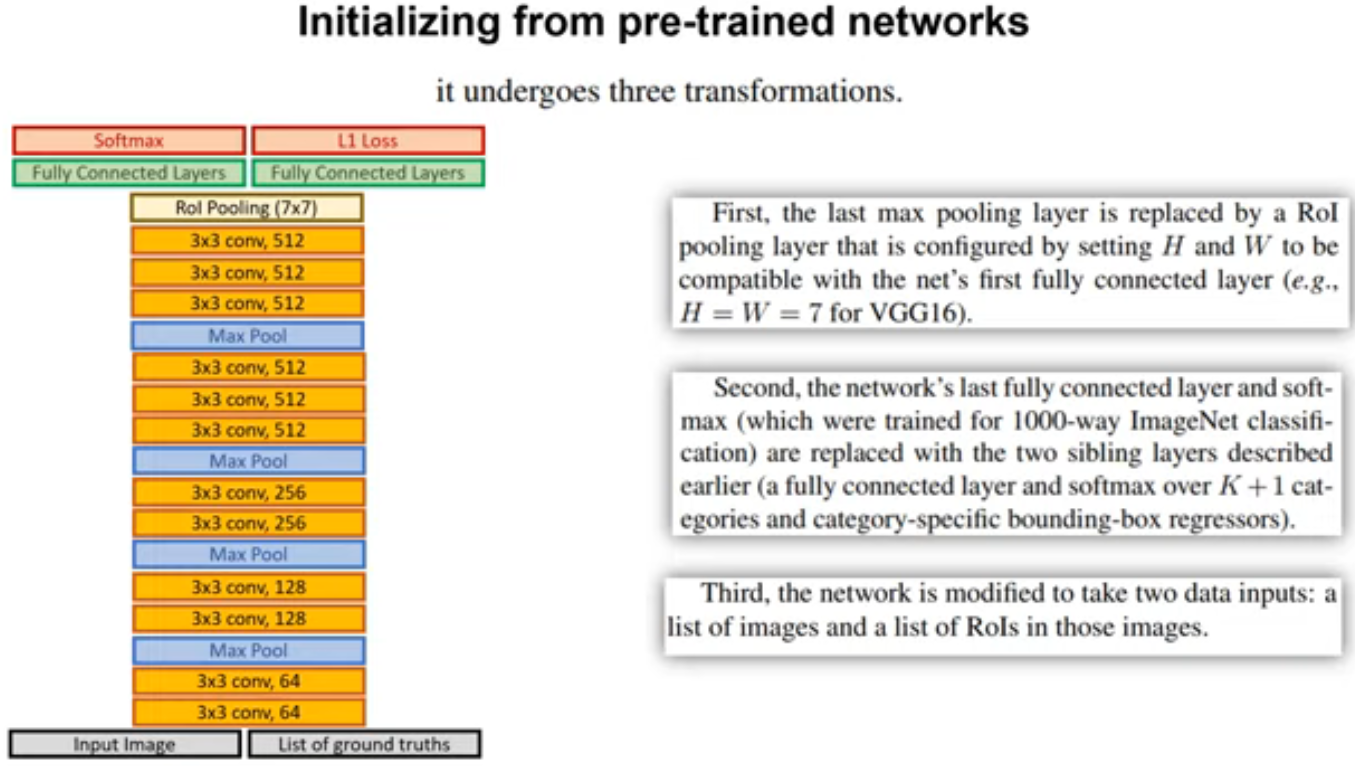 Initializing from pre-trained networks
it undergoes three transformations.
Softmax
L1 Loss
Fully Connected Layers
Fully Connected Layers
RoI Pooling (7x7)
3x3 conv, 512
3x3 conv, 512
3x3 conv, 512
Max Pool
3x3 conv, 512
3x3 conv, 512
3x3 conv, 512
Max Pool
3x3 conv, 256
3x3 conv, 256
Max Pool
3x3 conv, 128
3x3 conv, 128
Max Pool
3x3 conv, 64
3x3 conv, 64
Input Image
List of ground truths
First, the last max pooling layer is replaced by a RoI
pooling layer that is configured by setting H and W to be
compatible with the net's first fully connected layer (e.g.,
H = W = 7 for VGG16).
Second, the network's last fully connected layer and soft-
max (which were trained for 1000-way ImageNet classifi-
cation) are replaced with the two sibling layers described
earlier (a fully connected layer and softmax over K + 1 cat-
egories and category-specific bounding-box regressors).
Third, the network is modified to take two data inputs: a
list of images and a list of RoIs in those images.